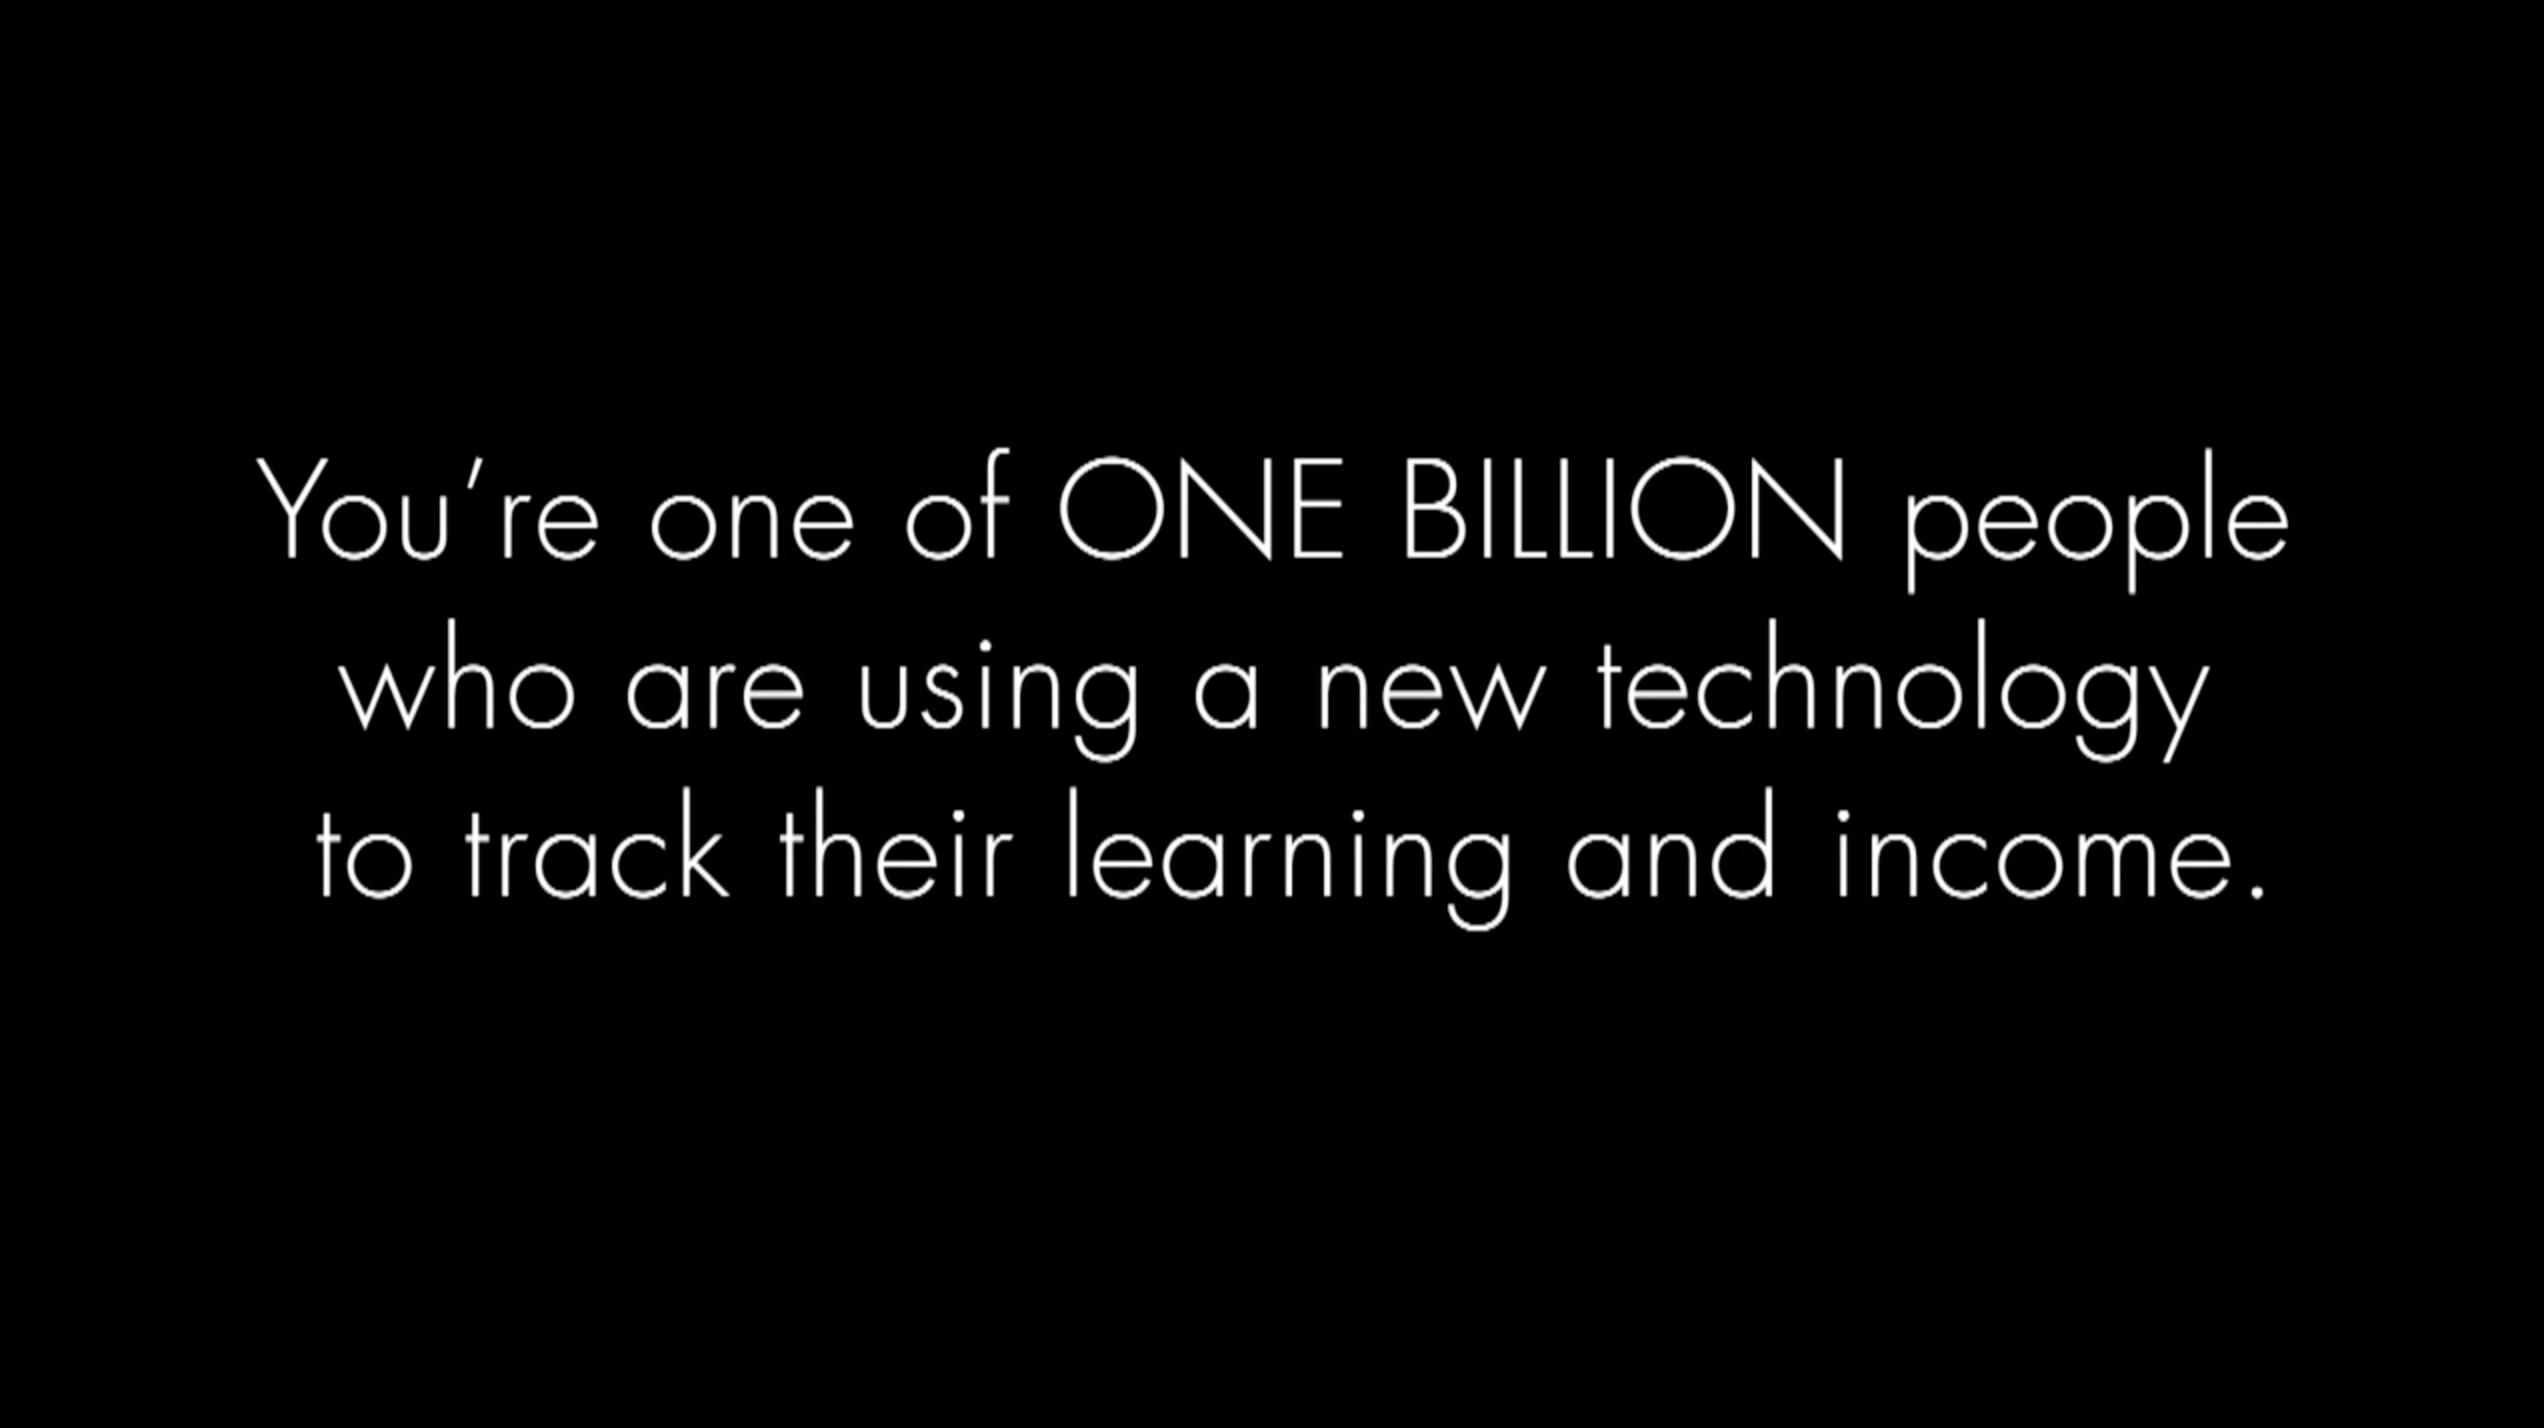 You’re one of ONE BILLION people
who are using a new technology
to track their learning and income.